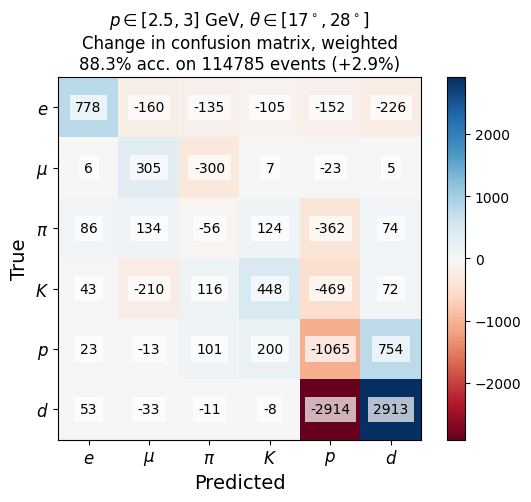 p ∈ [2.5, 3] GeV, θ ∈ [17°, 28°]
Change in confusion matrix, weighted
88.3% acc. on 114785 events (+2.9%)
e 778 -160 -135 -105 -152 -226
μ 6 305 -300 7 -23 5
π 86 134 -56 124 -362 74
K 43 -210 116 448 -469 72
p 23 -13 101 200 -1065 754
d 53 -33 -11 -8 -2914 2913
e μ π K p d
True
Predicted
2000
1000
0
−1000
−2000